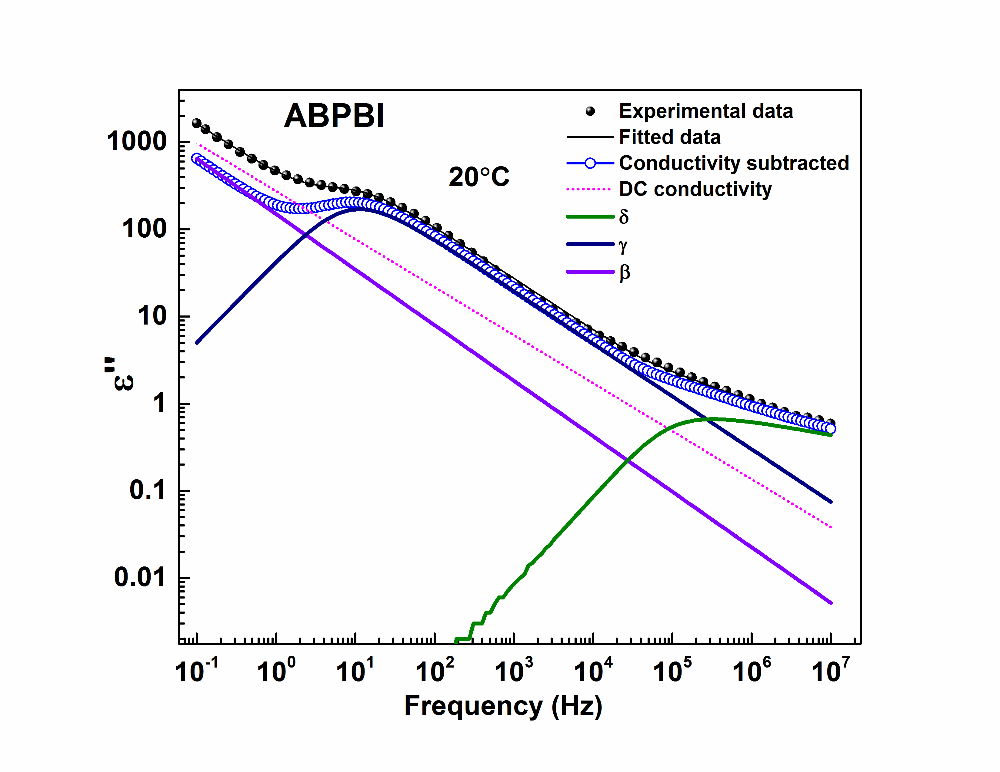 ABPBI
20°C
Experimental data
Fitted data
Conductivity subtracted
DC conductivity
δ
γ
β
1000
100
10
1
0.1
0.01
ε"
10⁻¹ 10⁰ 10¹ 10² 10³ 10⁴ 10⁵ 10⁶ 10⁷
Frequency (Hz)